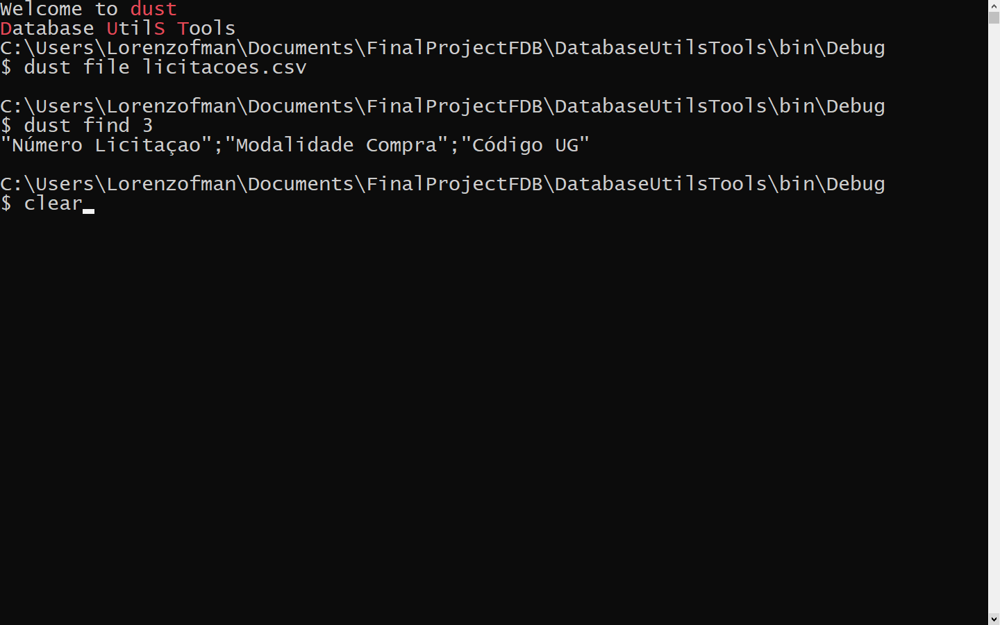 Welcome to dust
Database UtilS Tools
C:\Users\Lorenzofman\Documents\FinalProjectFDB\DatabaseUtilsTools\bin\Debug
$ dust file licitacoes.csv
C:\Users\Lorenzofman\Documents\FinalProjectFDB\DatabaseUtilsTools\bin\Debug
$ dust find 3
"Número Licitaçao";"Modalidade Compra";"Código UG"
C:\Users\Lorenzofman\Documents\FinalProjectFDB\DatabaseUtilsTools\bin\Debug
$ clear